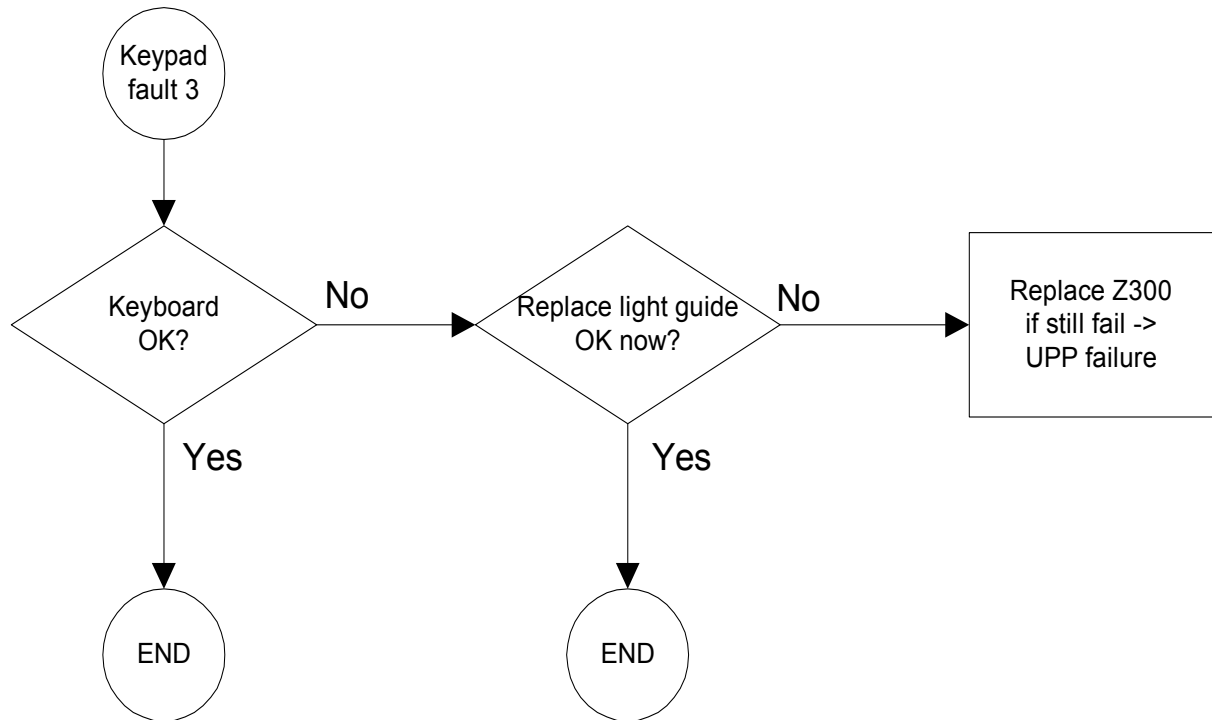 Keypad
fault 3
Keyboard
OK?
No
Replace light guide
OK now?
No
Replace Z300
if still fail ->
UPP failure
Yes
Yes
END
END